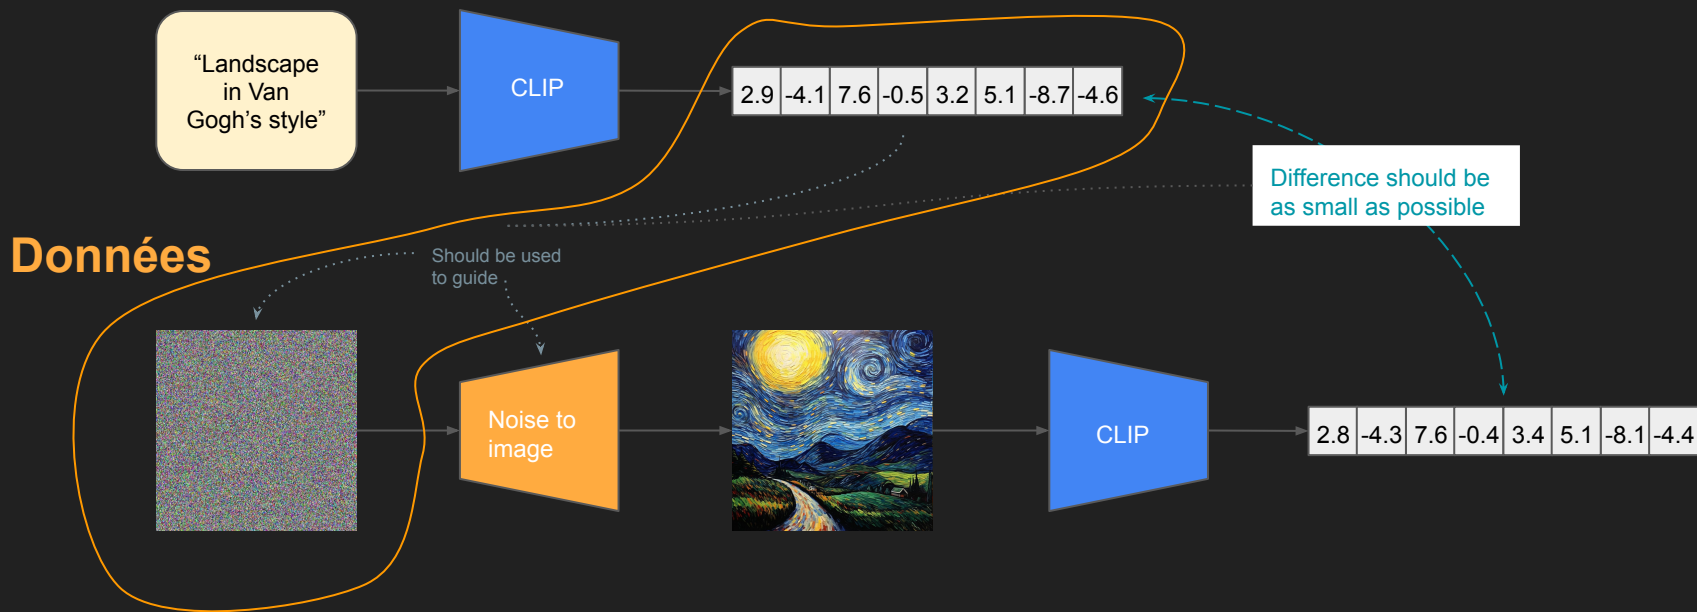 “Landscape
in Van
Gogh’s style”
CLIP
2.9 -4.1 7.6 -0.5 3.2 5.1 -8.7 -4.6
Difference should be
as small as possible
Données
Should be used
to guide
Noise to
image
CLIP
2.8 -4.3 7.6 -0.4 3.4 5.1 -8.1 -4.4